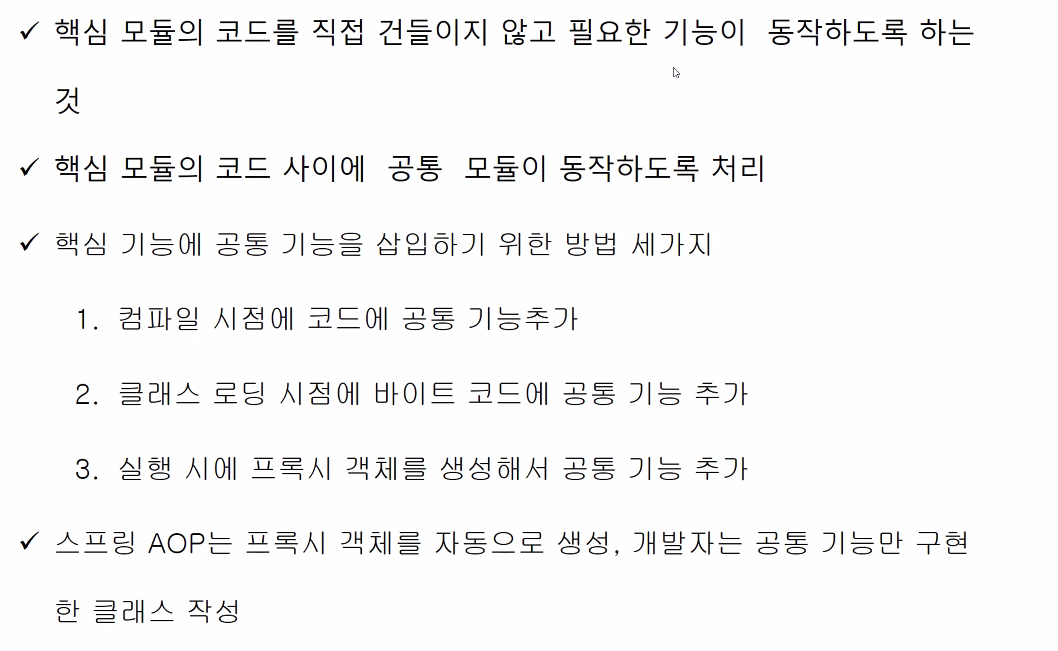 ✓ 핵심 모듈의 코드를 직접 건들이지 않고 필요한 기능이 동작하도록 하는
것
✓ 핵심 모듈의 코드 사이에 공통 모듈이 동작하도록 처리
✓ 핵심 기능에 공통 기능을 삽입하기 위한 방법 세가지
1. 컴파일 시점에 코드에 공통 기능추가
2. 클래스 로딩 시점에 바이트 코드에 공통 기능 추가
3. 실행 시에 프록시 객체를 생성해서 공통 기능 추가
✓ 스프링 AOP는 프록시 객체를 자동으로 생성, 개발자는 공통 기능만 구현
한 클래스 작성